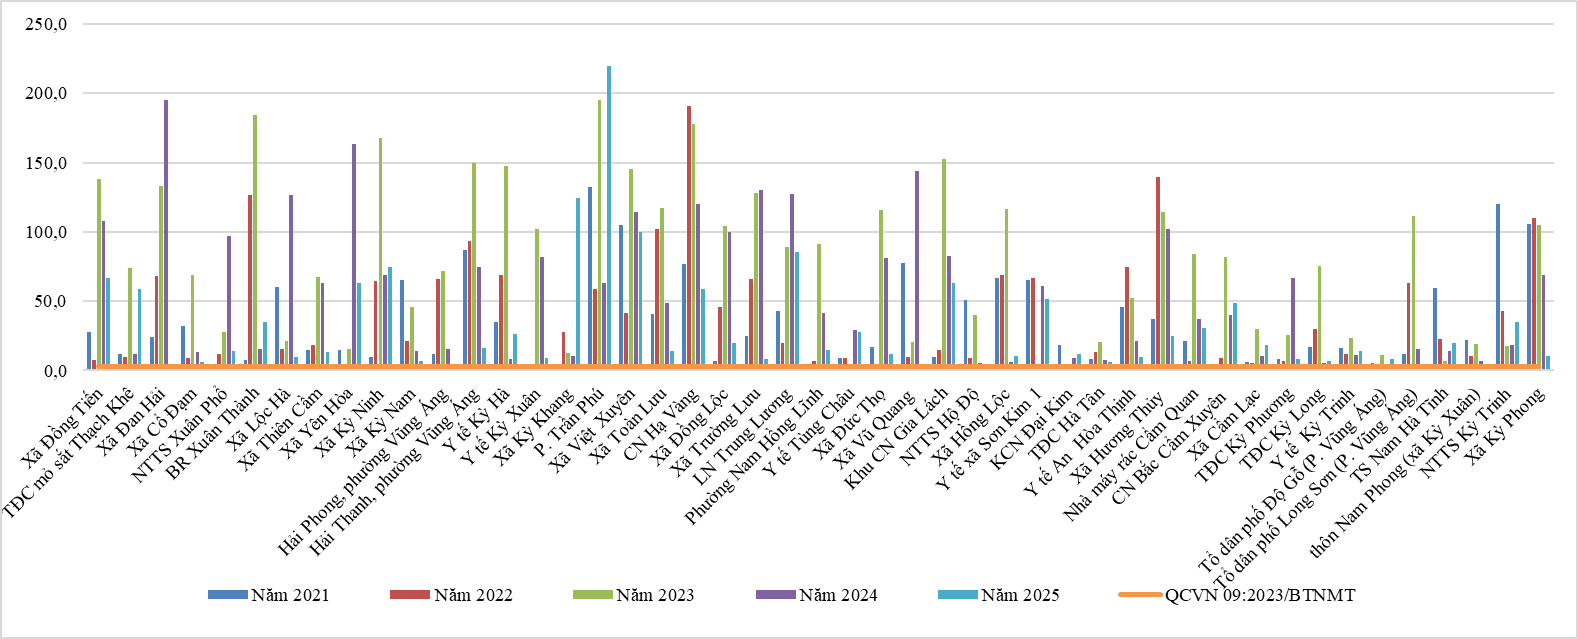 250,0
200,0
150,0
100,0
50,0
0,0
Xã Đồng Tiến
TĐC mỏ sắt Thạch Khê
Xã Đan Hải
Xã Cổ Đạm
NTTS Xuân Phổ
BR Xuân Thành
Xã Lộc Hà
Xã Thiên Cầm
Xã Yên Hòa
Xã Kỳ Ninh
Xã Kỳ Nam
Hải Phong, phường Vũng Áng
Hải Thanh, phường Vũng Áng
Y tế Kỳ Hà
Y tế Kỳ Xuân
Xã Kỳ Khang
P. Trần Phú
Xã Việt Xuyên
Xã Toàn Lưu
CN Hạ Vàng
Xã Đồng Lộc
Xã Trường Lưu
LN Trung Lương
Phường Nam Hồng Lĩnh
Y tế Tùng Châu
Xã Đức Thọ
Xã Vũ Quang
Khu CN Gia Lách
NTTS Hộ Độ
Xã Hồng Lộc
Y tế xã Sơn Kim 1
KCN Đại Kim
TĐC Hà Tân
Y tế An Hòa Thịnh
Xã Hương Thủy
Nhà máy rác Cẩm Quan
CN Bắc Cẩm Xuyên
Xã Cẩm Lạc
TĐC Kỳ Phương
TĐC Kỳ Long
Y tế Kỳ Trinh
Tổ dân phố Độ Gỗ (P. Vũng Áng)
Tổ dân phố Long Sơn (P. Vũng Áng)
TS Nam Hà Tĩnh
thôn Nam Phong (xã Kỳ Xuân)
NTTS Kỳ Trinh
Xã Kỳ Phong
Năm 2021
Năm 2022
Năm 2023
Năm 2024
Năm 2025
QCVN 09:2023/BTNMT